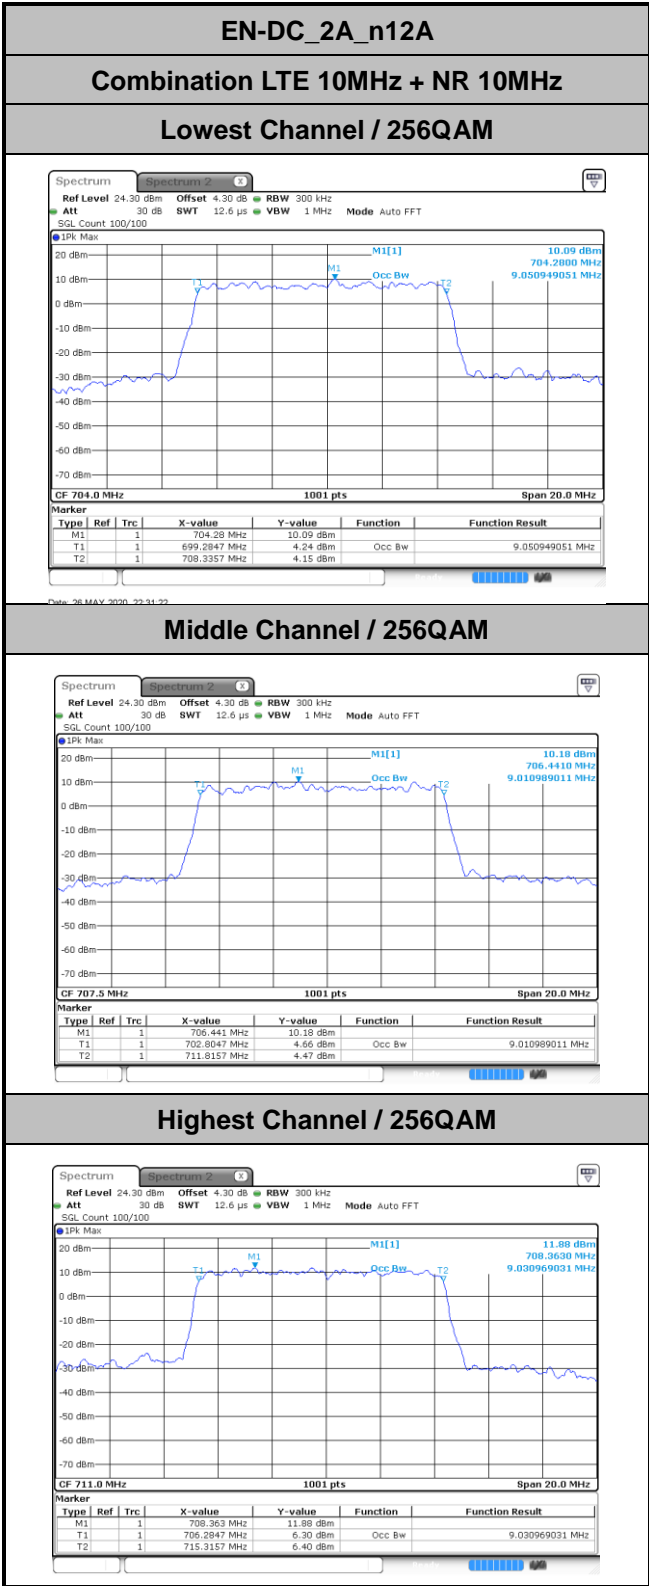 EN-DC_2A_n12A
Combination LTE 10MHz + NR 10MHz
Lowest Channel / 256QAM
Spectrum Spectrum 2 X
Ref Level 24.30 dBm Offset 4.30 dB RBW 300 kHz
Att 30 dB SWT 12.6 µs VBW 1 MHz Mode Auto FFT
SGL Count 100/100
1Pk Max
M1[1] 10.09 dBm
704.2800 MHz
Occ Bw 9.050949051 MHz
20 dBm
10 dBm
0 dBm
-10 dBm
-20 dBm
-30 dBm
-40 dBm
-50 dBm
-60 dBm
-70 dBm
M1
T1
T2
CF 704.0 MHz 1001 pts Span 20.0 MHz
Marker
Type Ref Trc X-value Y-value Function Function Result
M1 1 704.28 MHz 10.09 dBm
T1 1 699.2847 MHz 4.24 dBm Occ Bw 9.050949051 MHz
T2 1 708.3357 MHz 4.15 dBm
Date: 26 MAY 2020 22:31:22
Middle Channel / 256QAM
Spectrum Spectrum 2 X
Ref Level 24.30 dBm Offset 4.30 dB RBW 300 kHz
Att 30 dB SWT 12.6 µs VBW 1 MHz Mode Auto FFT
SGL Count 100/100
1Pk Max
M1[1] 10.18 dBm
706.4410 MHz
Occ Bw 9.010989011 MHz
20 dBm
10 dBm
0 dBm
-10 dBm
-20 dBm
-30 dBm
-40 dBm
-50 dBm
-60 dBm
-70 dBm
M1
T1
T2
CF 707.5 MHz 1001 pts Span 20.0 MHz
Marker
Type Ref Trc X-value Y-value Function Function Result
M1 1 706.441 MHz 10.18 dBm
T1 1 702.8047 MHz 4.66 dBm Occ Bw 9.010989011 MHz
T2 1 711.8157 MHz 4.47 dBm
Highest Channel / 256QAM
Spectrum Spectrum 2 X
Ref Level 24.30 dBm Offset 4.30 dB RBW 300 kHz
Att 30 dB SWT 12.6 µs VBW 1 MHz Mode Auto FFT
SGL Count 100/100
1Pk Max
M1[1] 11.88 dBm
708.3630 MHz
Occ Bw 9.030969031 MHz
20 dBm
10 dBm
0 dBm
-10 dBm
-20 dBm
-30 dBm
-40 dBm
-50 dBm
-60 dBm
-70 dBm
M1
T1
T2
CF 711.0 MHz 1001 pts Span 20.0 MHz
Marker
Type Ref Trc X-value Y-value Function Function Result
M1 1 708.363 MHz 11.88 dBm
T1 1 706.2847 MHz 6.30 dBm Occ Bw 9.030969031 MHz
T2 1 715.3157 MHz 6.40 dBm